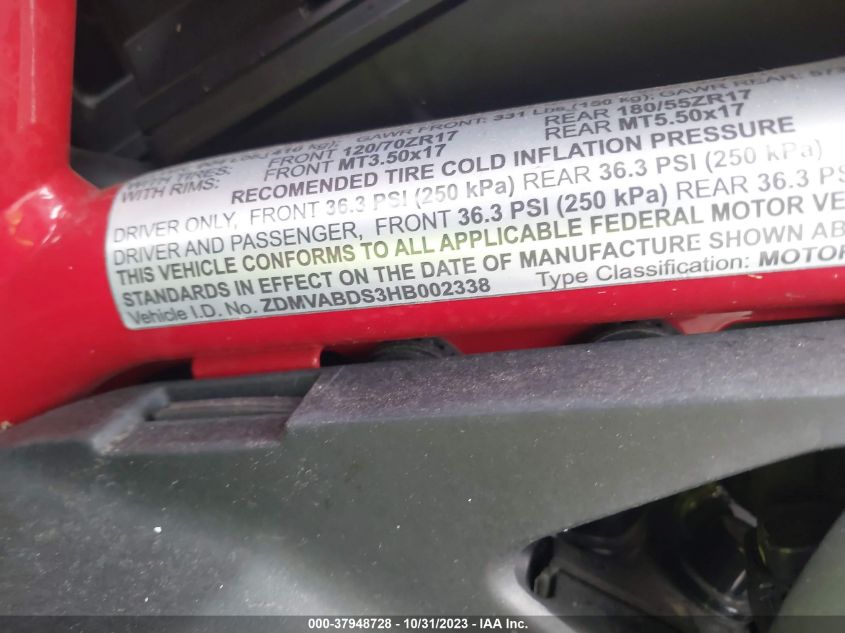 GAWR FRONT: 331 Lbs (150 kg); GAWR REAR:
WITH TIRES: FRONT 120/70ZR17 REAR 180/55ZR17
WITH RIMS: FRONT MT3.50x17 REAR MT5.50x17
RECOMENDED TIRE COLD INFLATION PRESSURE
DRIVER ONLY, FRONT 36.3 PSI (250 kPa) REAR 36.3 PSI (250 kPa)
DRIVER AND PASSENGER, FRONT 36.3 PSI (250 kPa) REAR 36.3 PS
THIS VEHICLE CONFORMS TO ALL APPLICABLE FEDERAL MOTOR VE
STANDARDS IN EFFECT ON THE DATE OF MANUFACTURE SHOWN AB
Vehicle I.D. No. ZDMVABDS3HB002338 Type Classification: MOTOR
000-37948728 - 10/31/2023 - IAA Inc.